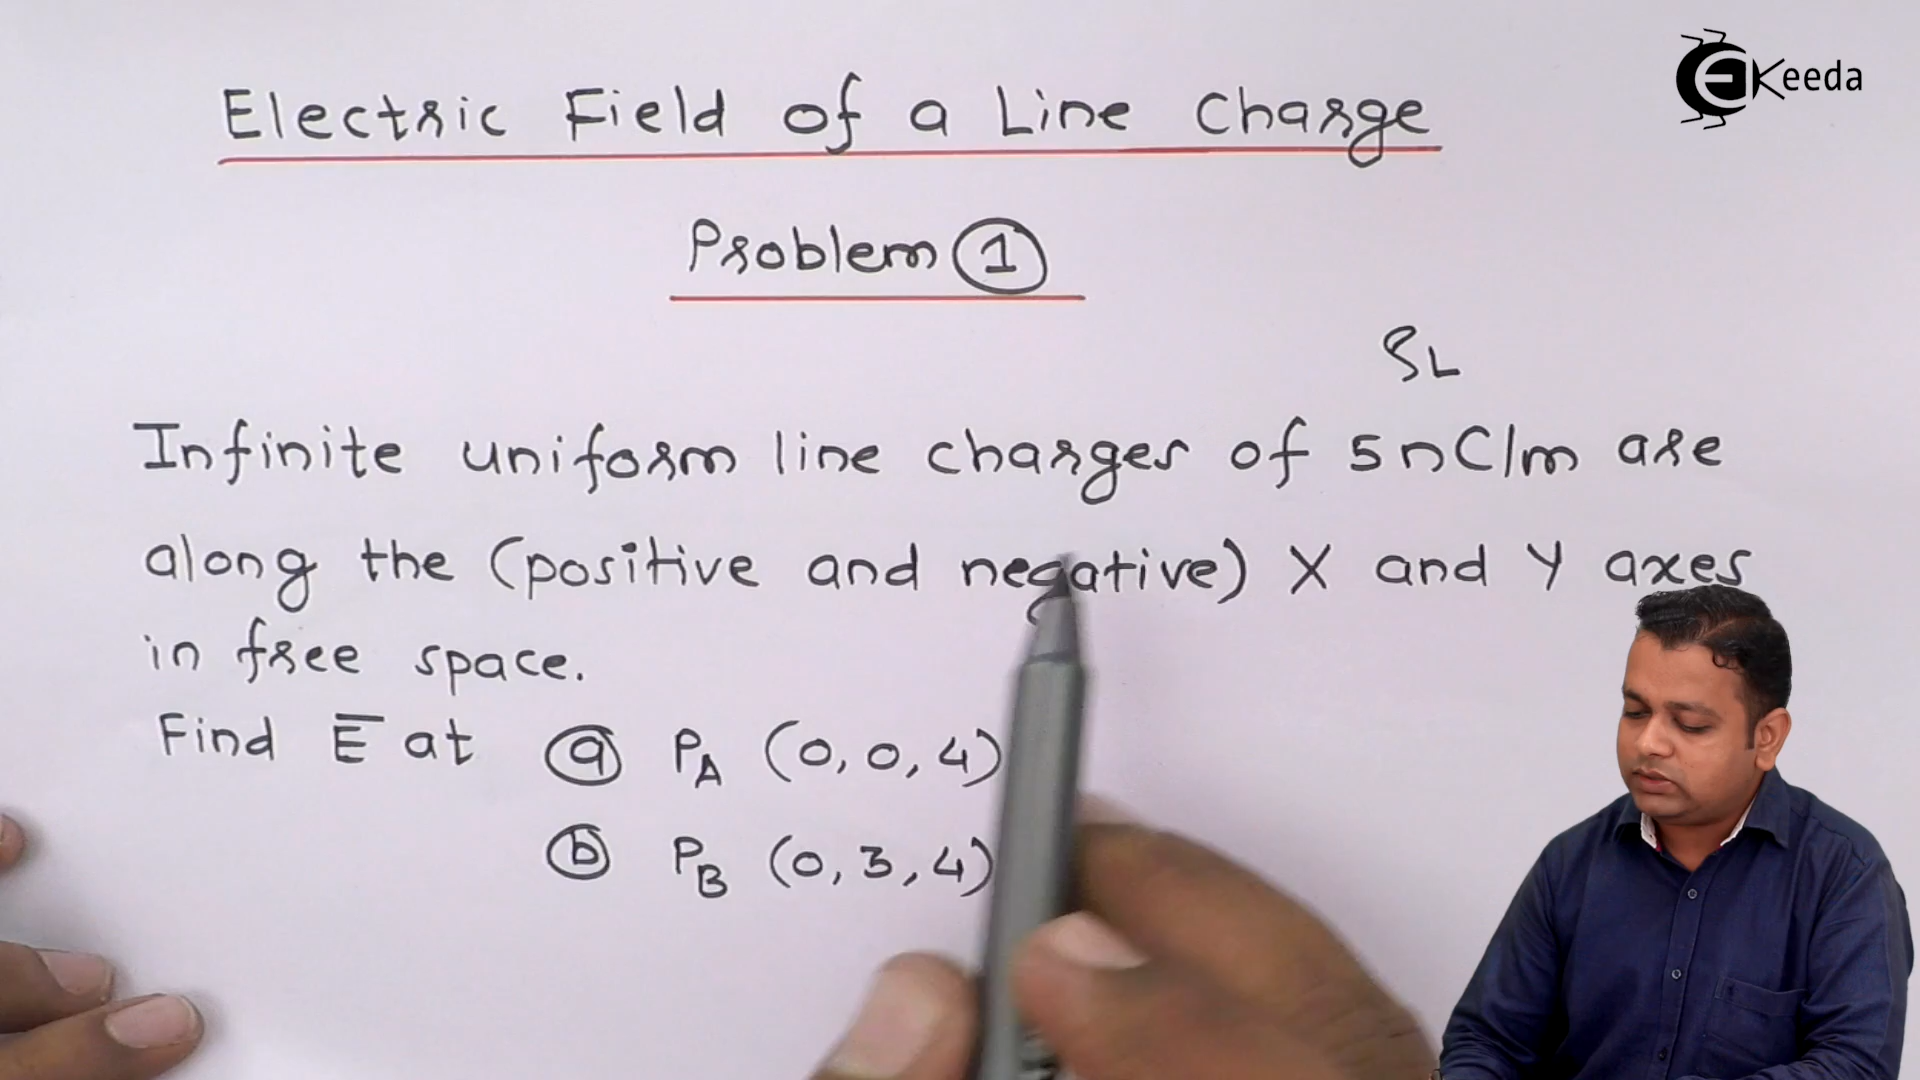 Keeda
Electric Field of a Line Charge
Problem 1
ρL
Infinite uniform line charges of 5nC/m are
along the (positive and negative) X and Y axes
in free space.
Find E̅ at a PA (0, 0, 4)
b PB (0, 3, 4)